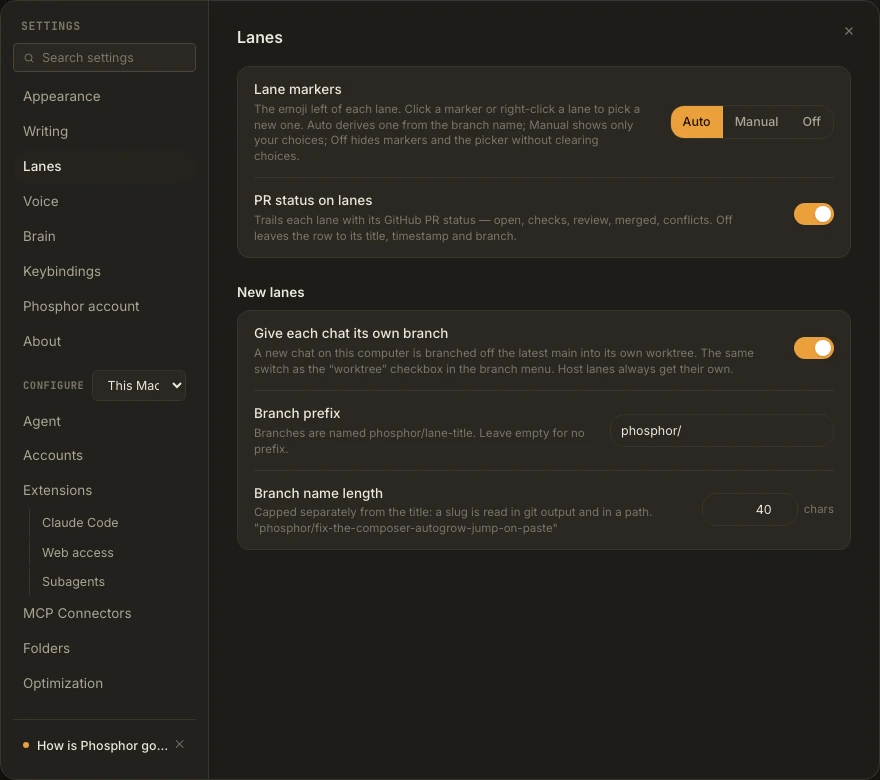 SETTINGS
Search settings
Appearance
Writing
Lanes
Voice
Brain
Keybindings
Phosphor account
About
CONFIGURE This Mac
Agent
Accounts
Extensions
Claude Code
Web access
Subagents
MCP Connectors
Folders
Optimization
How is Phosphor go...
Lanes
Lane markers
The emoji left of each lane. Click a marker or right-click a lane to pick a
new one. Auto derives one from the branch name; Manual shows only
your choices; Off hides markers and the picker without clearing
choices.
Auto Manual Off
PR status on lanes
Trails each lane with its GitHub PR status — open, checks, review, merged, conflicts. Off
leaves the row to its title, timestamp and branch.
New lanes
Give each chat its own branch
A new chat on this computer is branched off the latest main into its own worktree. The same
switch as the “worktree” checkbox in the branch menu. Host lanes always get their own.
Branch prefix
Branches are named phosphor/lane-title. Leave empty for no
prefix.
phosphor/
Branch name length
Capped separately from the title: a slug is read in git output and in a path.
"phosphor/fix-the-composer-autogrow-jump-on-paste"
40 chars